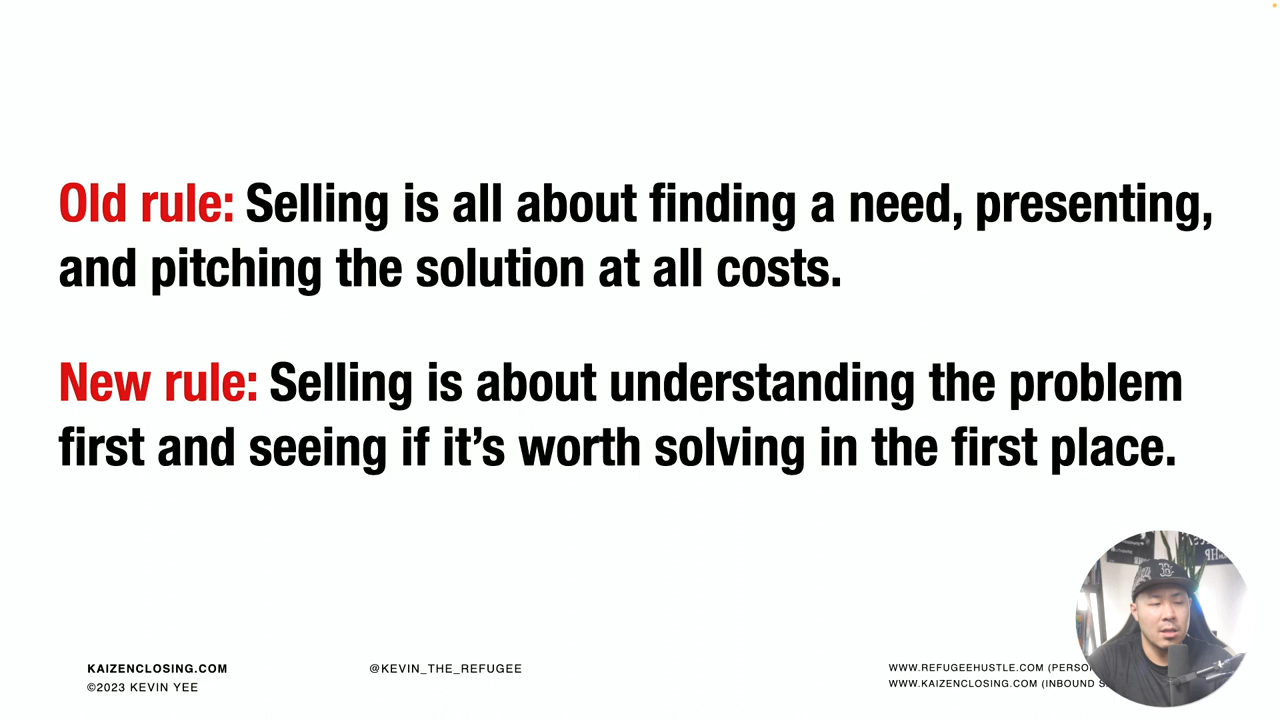 Old rule: Selling is all about finding a need, presenting,
and pitching the solution at all costs.
New rule: Selling is about understanding the problem
first and seeing if it’s worth solving in the first place.
KAIZENCLOSING.COM
©2023 KEVIN YEE
@KEVIN_THE_REFUGEE
WWW.REFUGEEHUSTLE.COM
WWW.KAIZENCLOSING.COM (INBOUND